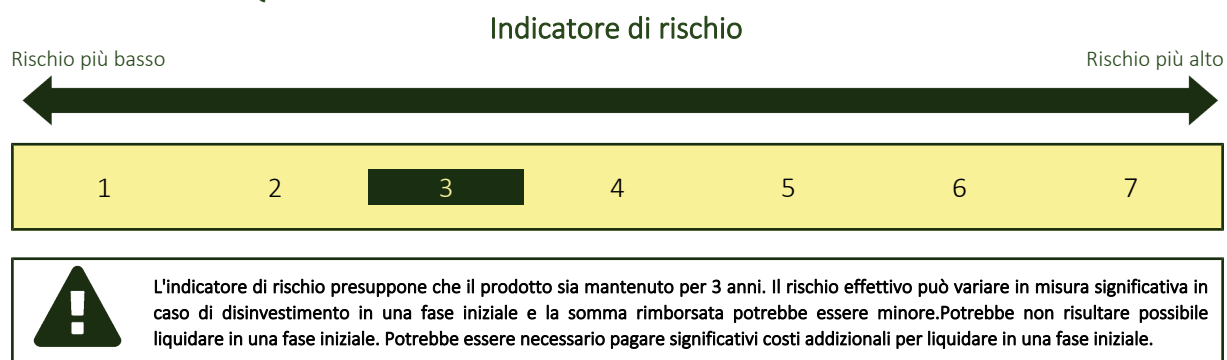 Indicatore di rischio
Rischio più basso
Rischio più alto
1 2 3 4 5 6 7
L'indicatore di rischio presuppone che il prodotto sia mantenuto per 3 anni. Il rischio effettivo può variare in misura significativa in
caso di disinvestimento in una fase iniziale e la somma rimborsata potrebbe essere minore.Potrebbe non risultare possibile
liquidare in una fase iniziale. Potrebbe essere necessario pagare significativi costi addizionali per liquidare in una fase iniziale.